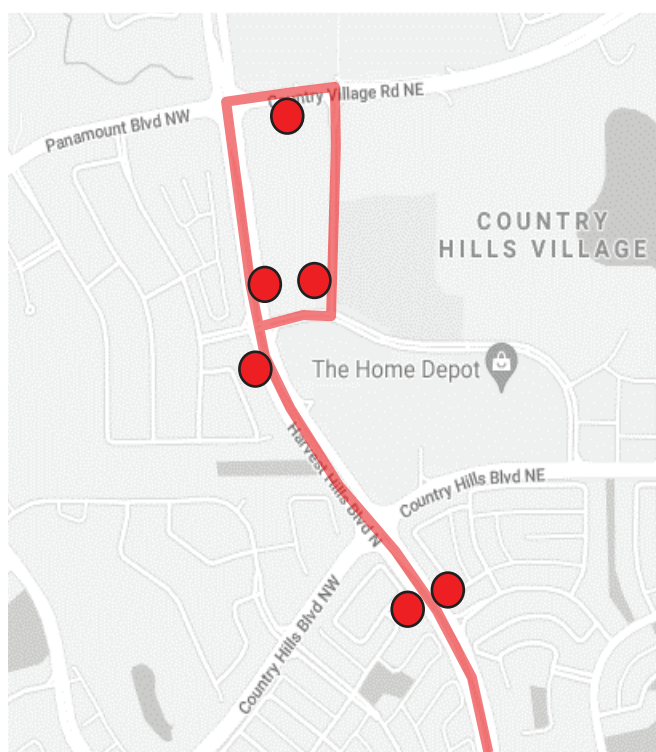 Country Village Rd NE
Panamount Blvd NW
COUNTRY
HILLS VILLAGE
The Home Depot
Harvest Hills Blvd N
Country Hills Blvd NE
Country Hills Blvd NW